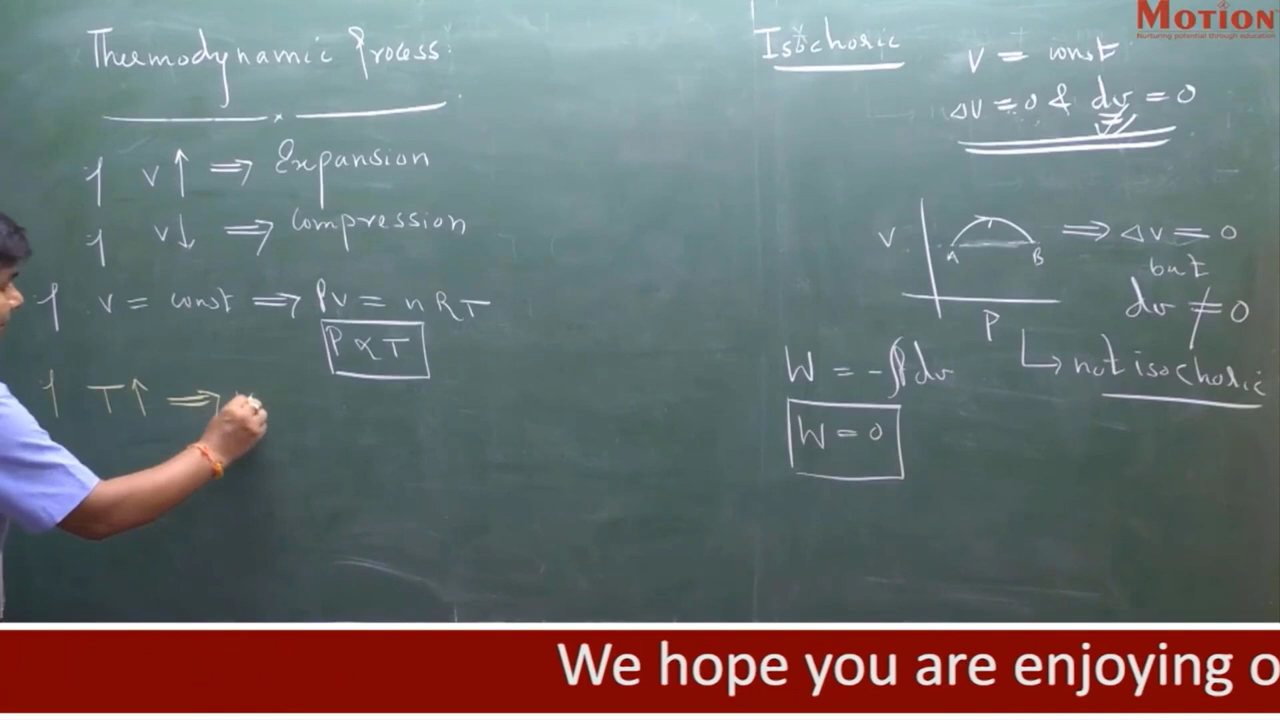 Thermodynamic Process:
if V↑ ⇒ Expansion
if V↓ ⇒ Compression
if V = const ⇒ PV = nRT
P ∝ T
if T↑ ⇒
Isochoric
V = const
ΔV = 0 & dv = 0
V
A B
P
⇒ ΔV = 0
but
dv ≠ 0
↳ not isochoric
W = -∫P dv
W = 0
MOTION
Nurturing potential through education
We hope you are enjoying o